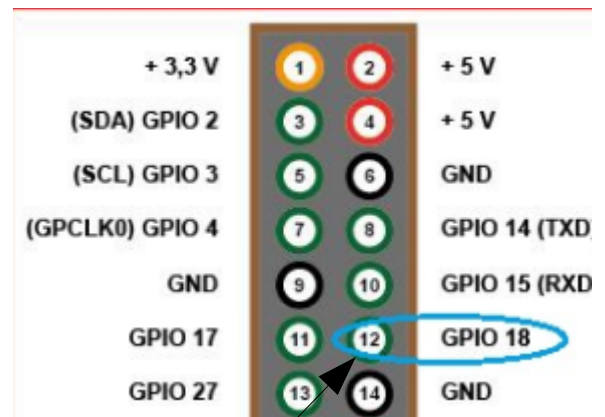 + 3,3 V 1 2 + 5 V
(SDA) GPIO 2 3 4 + 5 V
(SCL) GPIO 3 5 6 GND
(GPCLK0) GPIO 4 7 8 GPIO 14 (TXD)
GND 9 10 GPIO 15 (RXD
GPIO 17 11 12 GPIO 18
GPIO 27 13 14 GND